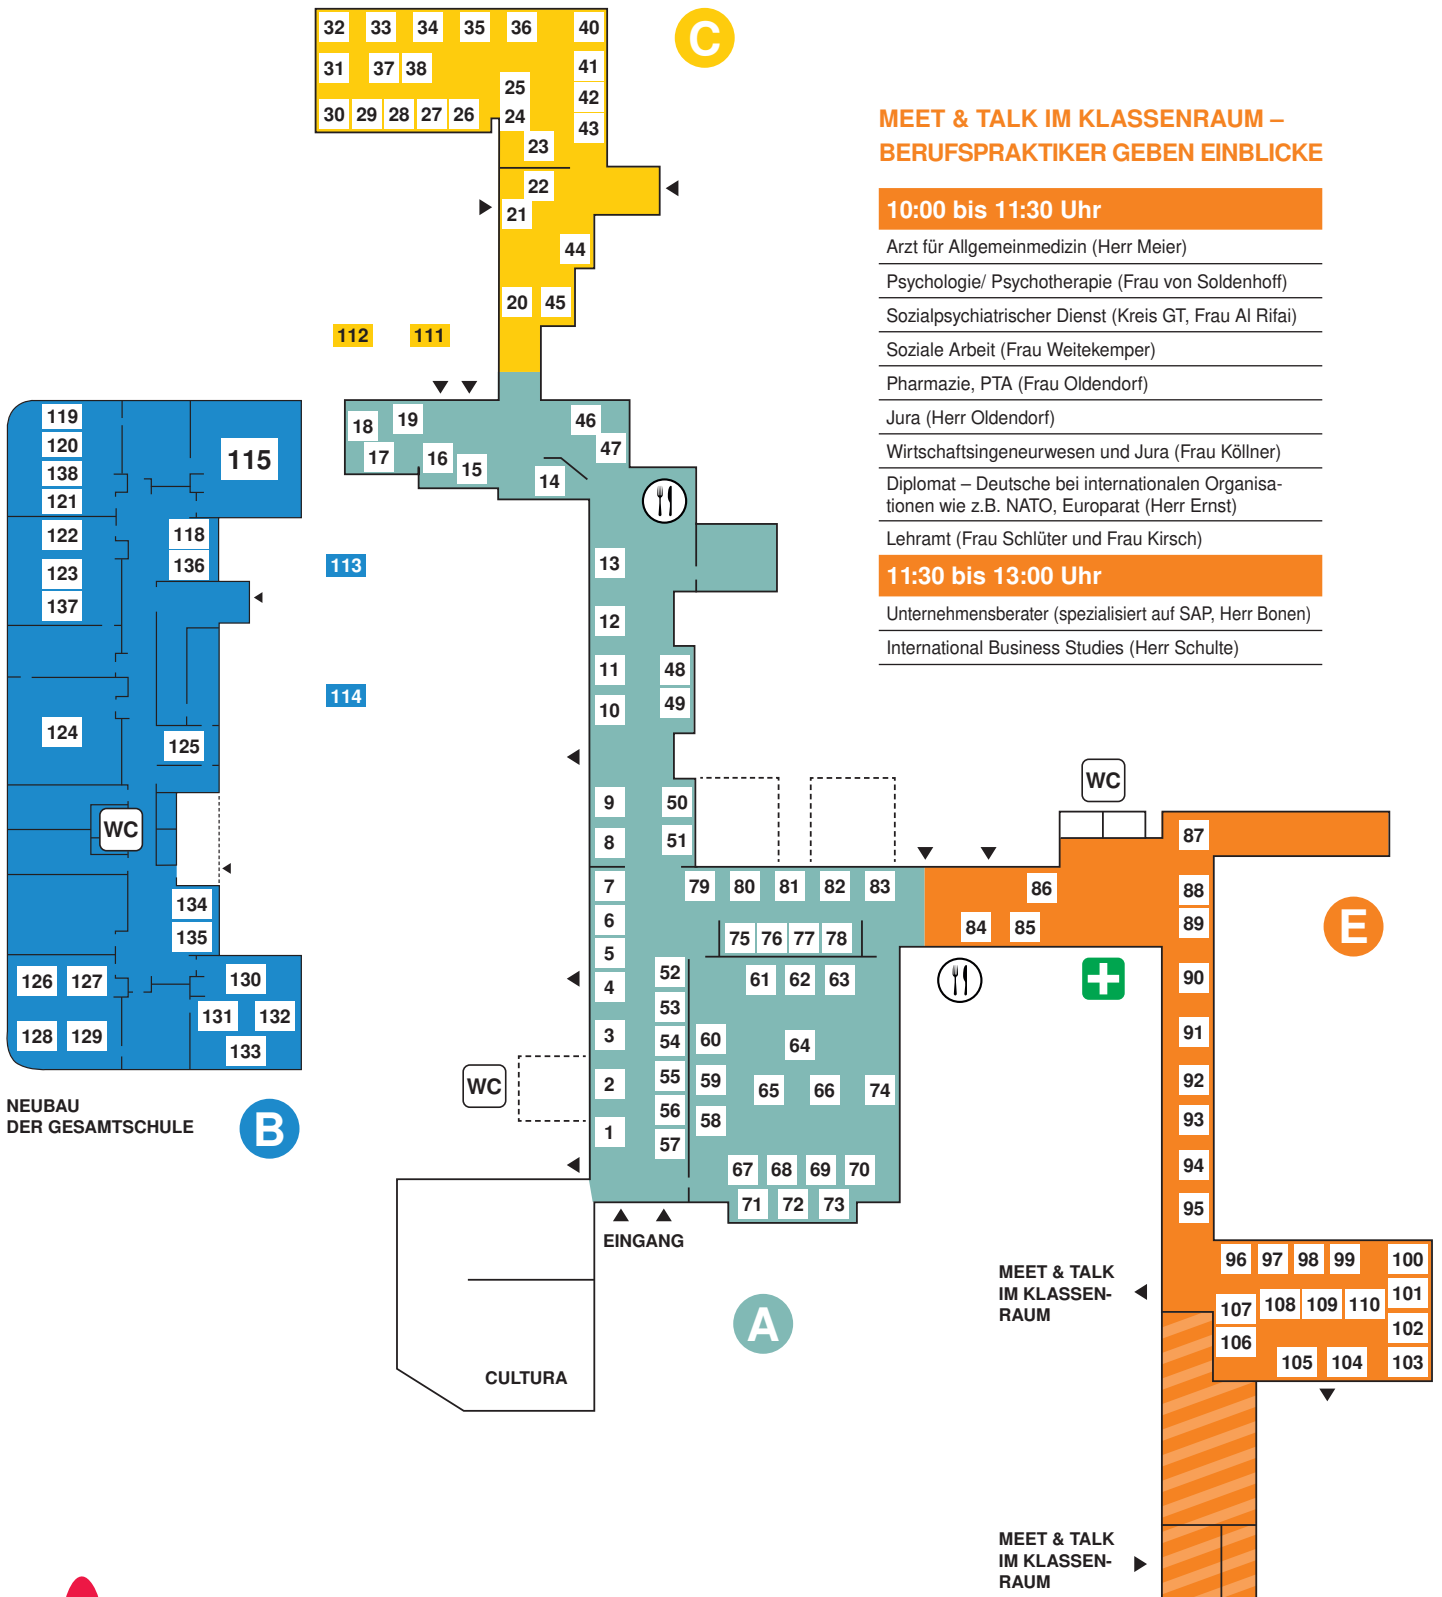 32 33 34 35 36 40
C
31 37 38 41
25 42
30 29 28 27 26 24 43
23
22
21
44
20 45
112 111
MEET & TALK IM KLASSENRAUM –
BERUFSPRAKTIKER GEBEN EINBLICKE
10:00 bis 11:30 Uhr
Arzt für Allgemeinmedizin (Herr Meier)
Psychologie/ Psychotherapie (Frau von Soldenhoff)
Sozialpsychiatrischer Dienst (Kreis GT, Frau Al Rifai)
Soziale Arbeit (Frau Weitekemper)
Pharmazie, PTA (Frau Oldendorf)
Jura (Herr Oldendorf)
Wirtschaftsingeneurwesen und Jura (Frau Köllner)
Diplomat – Deutsche bei internationalen Organisa-
tionen wie z.B. NATO, Europarat (Herr Ernst)
Lehramt (Frau Schlüter und Frau Kirsch)
11:30 bis 13:00 Uhr
Unternehmensberater (spezialisiert auf SAP, Herr Bonen)
International Business Studies (Herr Schulte)
119
120
138
121
115
122
118
123
136
137
124
125
WC
134
135
126 127 130
131 132
128 129 133
NEUBAU
DER GESAMTSCHULE
B
113
114
18 19 46
17 16 15 47
14
13
12
11 48
10 49
9 50
8 51
7 79 80 81 82 83
6
75 76 77 78
5
52 61 62 63
4
53
3 54 60 64
55 59 65 66 74
WC
2
56 58
1 57
67 68 69 70
71 72 73
EINGANG
A
CULTURA
WC
87
86 88
84 85 89
E
90
91
92
93
94
95
96 97 98 99 100
101
107 108 109 110
102
106
105 104 103
MEET & TALK
IM KLASSEN-
RAUM
MEET & TALK
IM KLASSEN-
RAUM